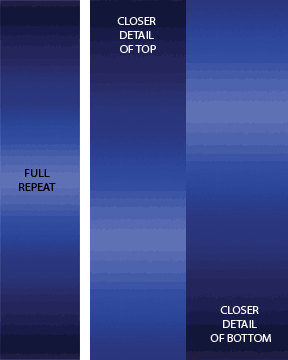 CLOSER
DETAIL
OF TOP
FULL
REPEAT
CLOSER
DETAIL
OF BOTTOM